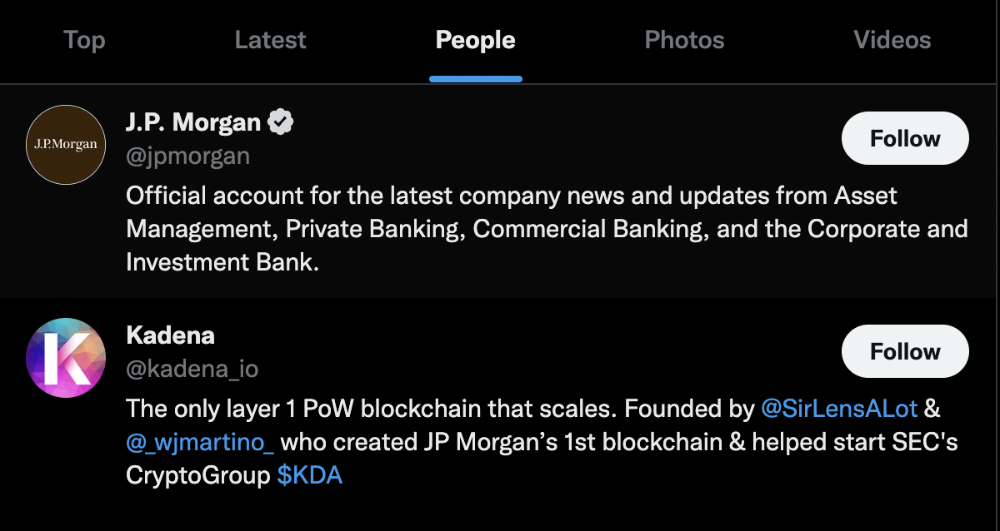 Top Latest People Photos Videos
J.P.Morgan
J.P. Morgan
@jpmorgan
Follow
Official account for the latest company news and updates from Asset
Management, Private Banking, Commercial Banking, and the Corporate and
Investment Bank.
K
Kadena
@kadena_io
Follow
The only layer 1 PoW blockchain that scales. Founded by @SirLensALot &
@_wjmartino_ who created JP Morgan’s 1st blockchain & helped start SEC's
CryptoGroup $KDA